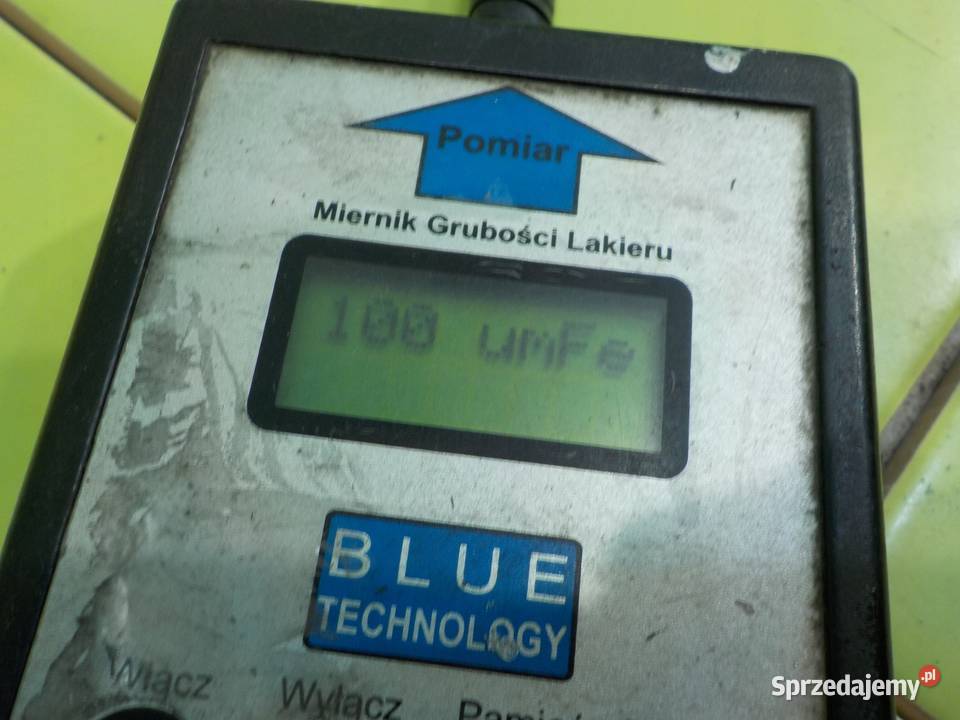 Pomiar
Miernik Grubości Lakieru
100 umFe
BLUE
TECHNOLOGY
Włącz Wyłącz
Sprzedajemy.pl